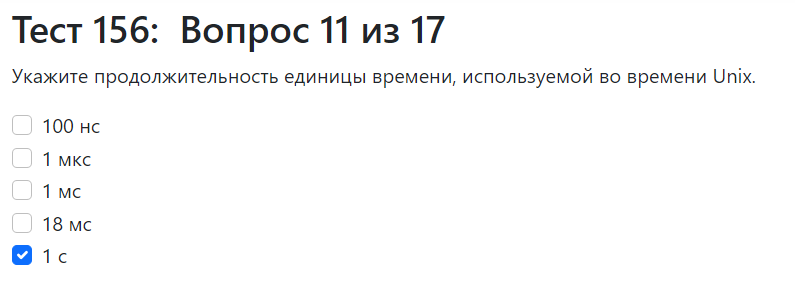 Тест 156: Вопрос 11 из 17
Укажите продолжительность единицы времени, используемой во времени Unix.
100 нс
1 мкс
1 мс
18 мс
1 с